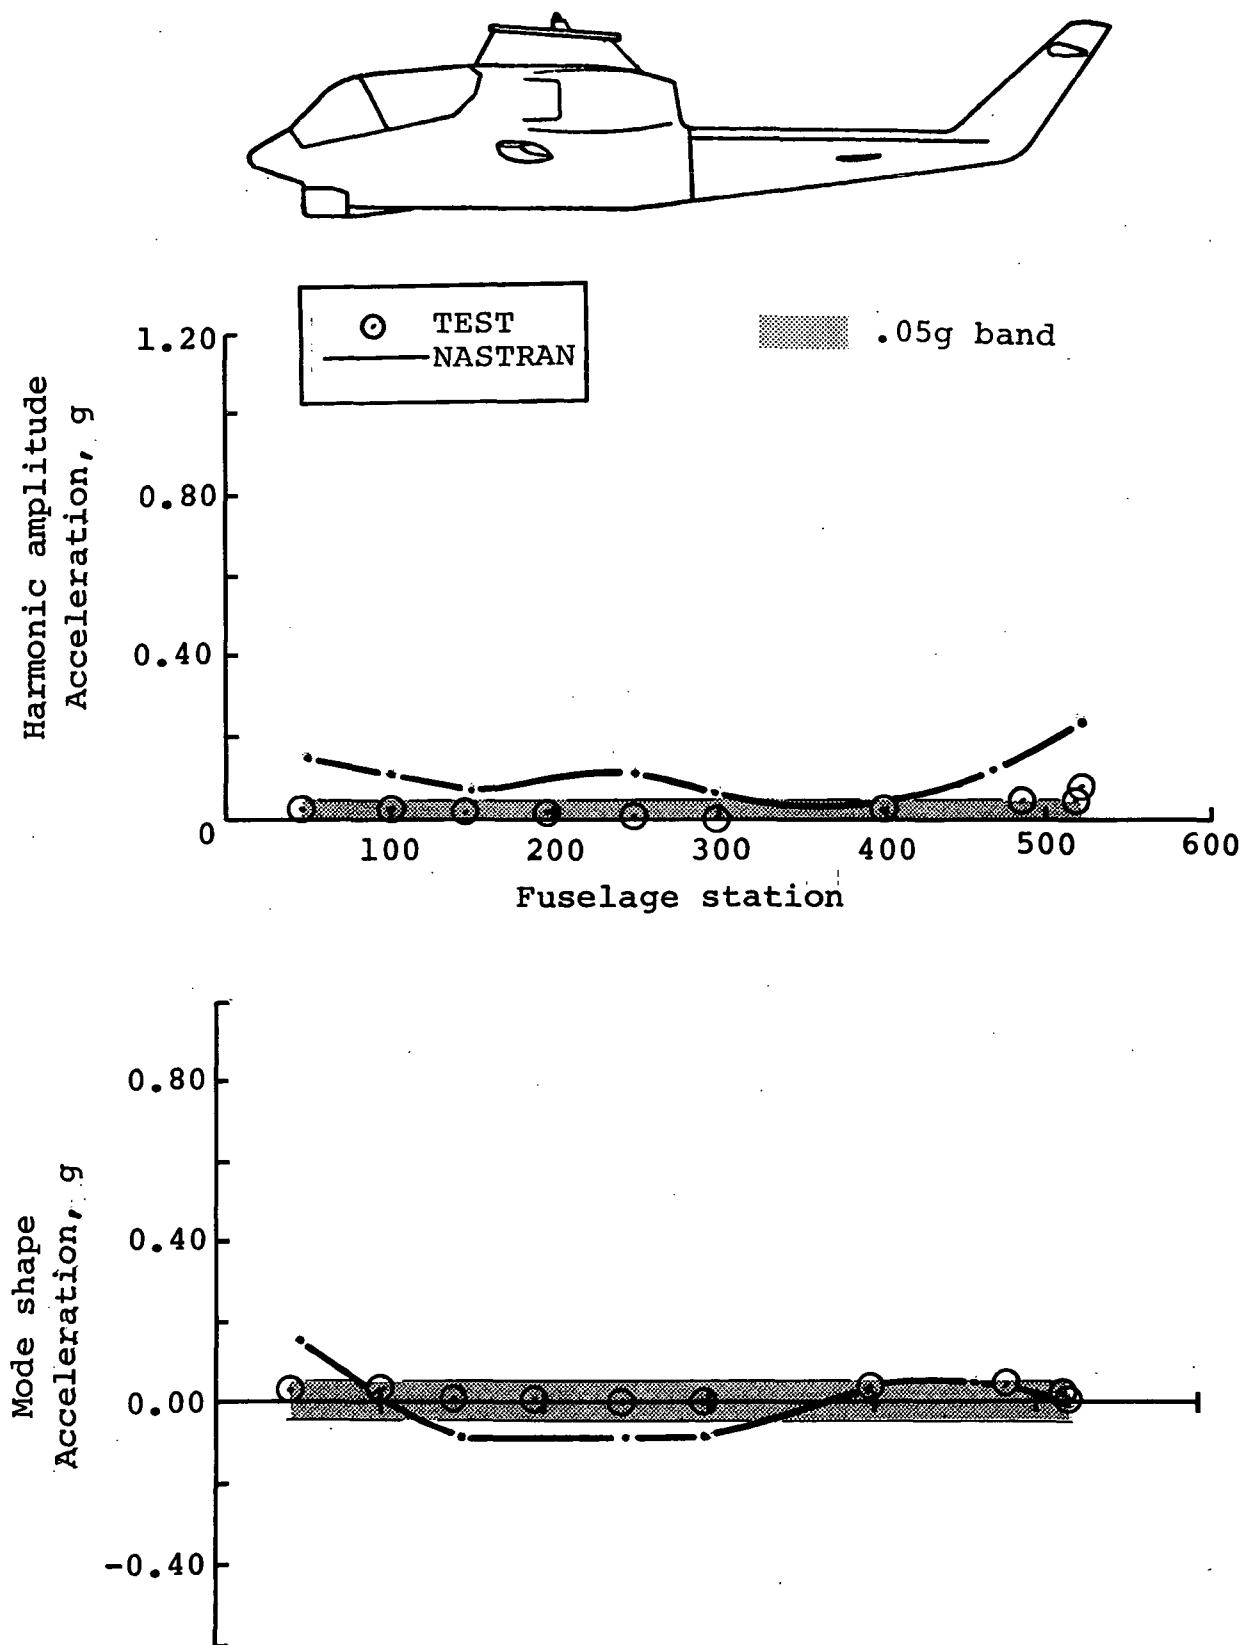 TEST
NASTRAN
.05g band
Harmonic amplitude
Acceleration, g
1.20
0.80
0.40
0
100
200
300
400
500
600
Fuselage station
Mode shape
Acceleration, g
0.80
0.40
0.00
-0.40